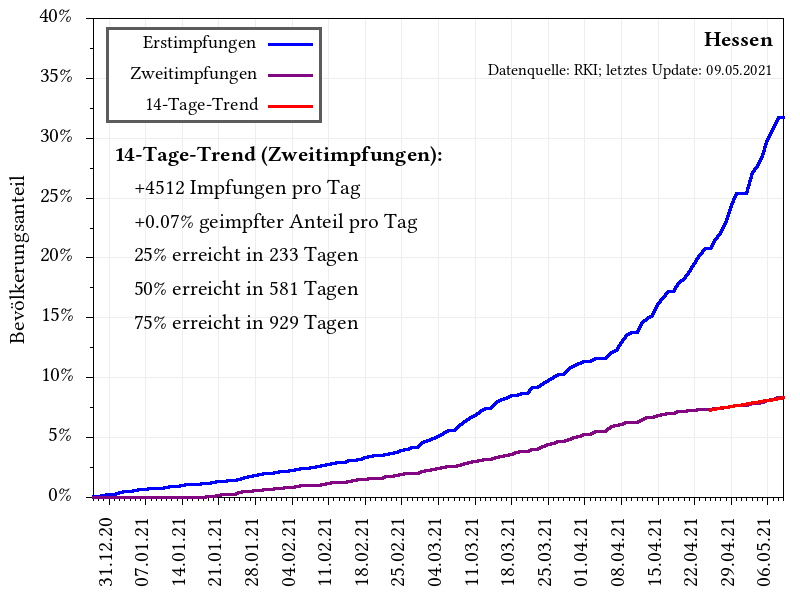 40%
35%
30%
25%
20%
15%
10%
5%
0%
Bevölkerungsanteil
Erstimpfungen
Zweitimpfungen
14-Tage-Trend
Hessen
Datenquelle: RKI; letztes Update: 09.05.2021
14-Tage-Trend (Zweitimpfungen):
+4512 Impfungen pro Tag
+0.07% geimpfter Anteil pro Tag
25% erreicht in 233 Tagen
50% erreicht in 581 Tagen
75% erreicht in 929 Tagen
31.12.20
07.01.21
14.01.21
21.01.21
28.01.21
04.02.21
11.02.21
18.02.21
25.02.21
04.03.21
11.03.21
18.03.21
25.03.21
01.04.21
08.04.21
15.04.21
22.04.21
29.04.21
06.05.21